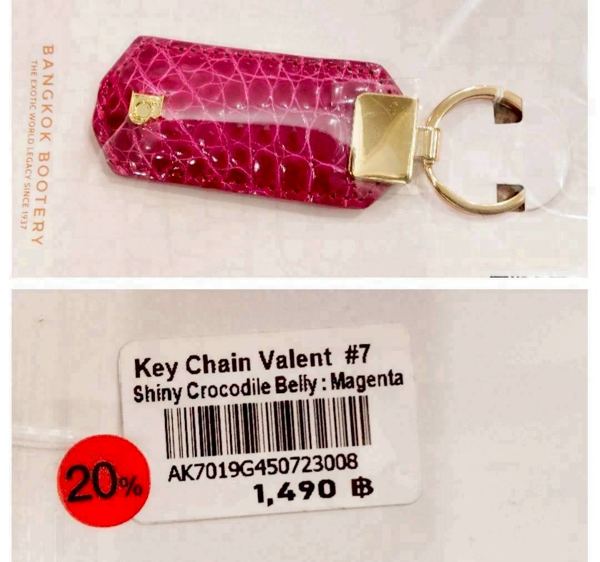 BANGKOK BOOTERY
THE EXOTIC WORLD LEGACY SINCE 1937
Key Chain Valent #7
Shiny Crocodile Belly : Magenta
AK7019G450723008
1,490 ฿
20%